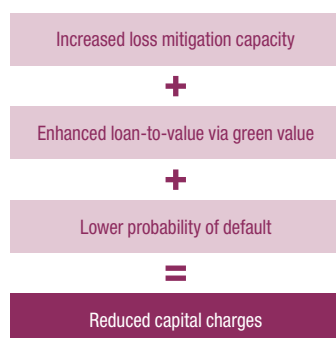 Increased loss mitigation capacity
+
Enhanced loan-to-value via green value
+
Lower probability of default
=
Reduced capital charges